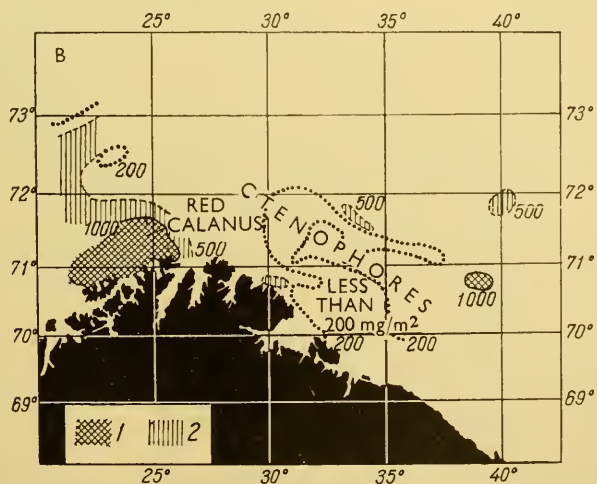 B
25° 30° 35° 40°
73° 73°
200
72° 72°
RED
CALANUS
CTENOPHORES
500
500
1000
500
71° 71°
LESS
THAN
200 mg/m²
1000
70° 70°
200 200
69° 69°
1 2
25° 30° 35° 40°